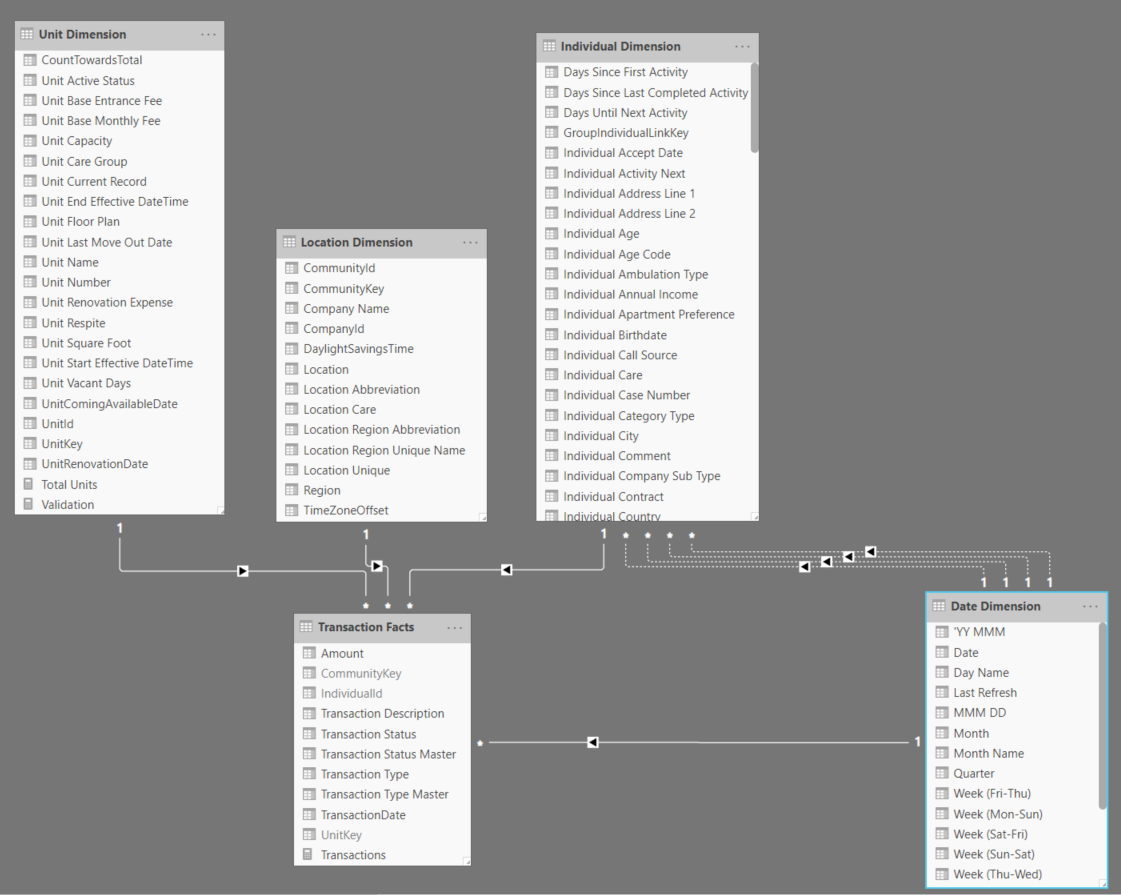 Unit Dimension
CountTowardsTotal
Unit Active Status
Unit Base Entrance Fee
Unit Base Monthly Fee
Unit Capacity
Unit Care Group
Unit Current Record
Unit End Effective DateTime
Unit Floor Plan
Unit Last Move Out Date
Unit Name
Unit Number
Unit Renovation Expense
Unit Respite
Unit Square Foot
Unit Start Effective DateTime
Unit Vacant Days
UnitComingAvailableDate
UnitId
UnitKey
UnitRenovationDate
Total Units
Validation
Location Dimension
CommunityId
CommunityKey
Company Name
CompanyId
DaylightSavingsTime
Location
Location Abbreviation
Location Care
Location Region Abbreviation
Location Region Unique Name
Location Unique
Region
TimeZoneOffset
Individual Dimension
Days Since First Activity
Days Since Last Completed Activity
Days Until Next Activity
GroupIndividualLinkKey
Individual Accept Date
Individual Activity Next
Individual Address Line 1
Individual Address Line 2
Individual Age
Individual Age Code
Individual Ambulation Type
Individual Annual Income
Individual Apartment Preference
Individual Birthdate
Individual Call Source
Individual Care
Individual Case Number
Individual Category Type
Individual City
Individual Comment
Individual Company Sub Type
Individual Contract
Individual Country
1
1
1 * * * *
1 1 1 1
* * *
Transaction Facts
Amount
CommunityKey
IndividualId
Transaction Description
Transaction Status
Transaction Status Master
Transaction Type
Transaction Type Master
TransactionDate
UnitKey
Transactions
* 1
Date Dimension
'YY MMM
Date
Day Name
Last Refresh
MMM DD
Month
Month Name
Quarter
Week (Fri-Thu)
Week (Mon-Sun)
Week (Sat-Fri)
Week (Sun-Sat)
Week (Thu-Wed)